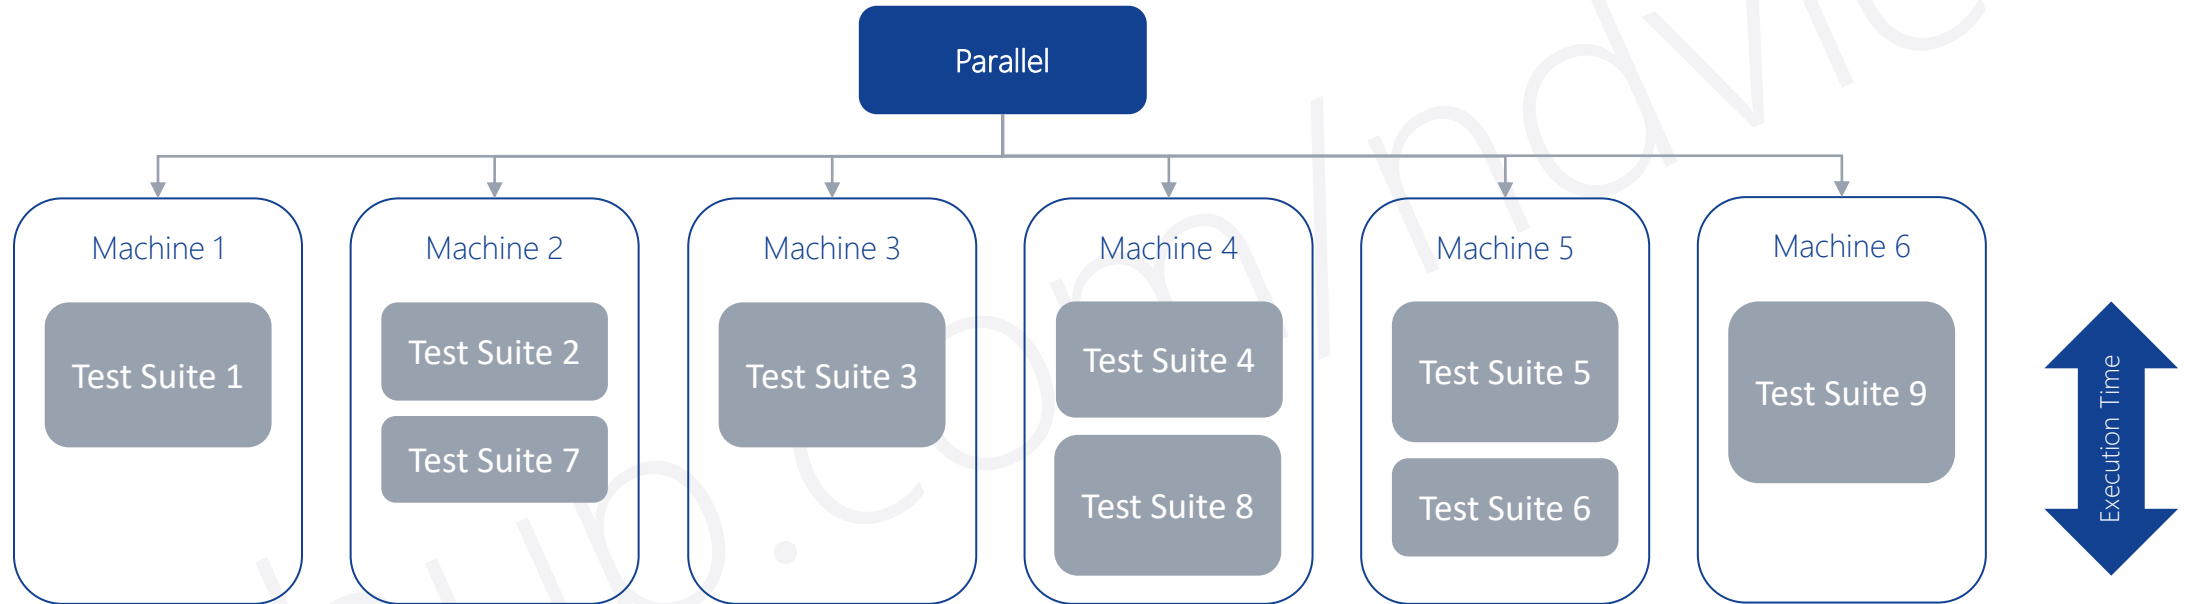 Parallel
Machine 1
Machine 2
Machine 3
Machine 4
Machine 5
Machine 6
Test Suite 1
Test Suite 2
Test Suite 7
Test Suite 3
Test Suite 4
Test Suite 8
Test Suite 5
Test Suite 6
Test Suite 9
Execution Time